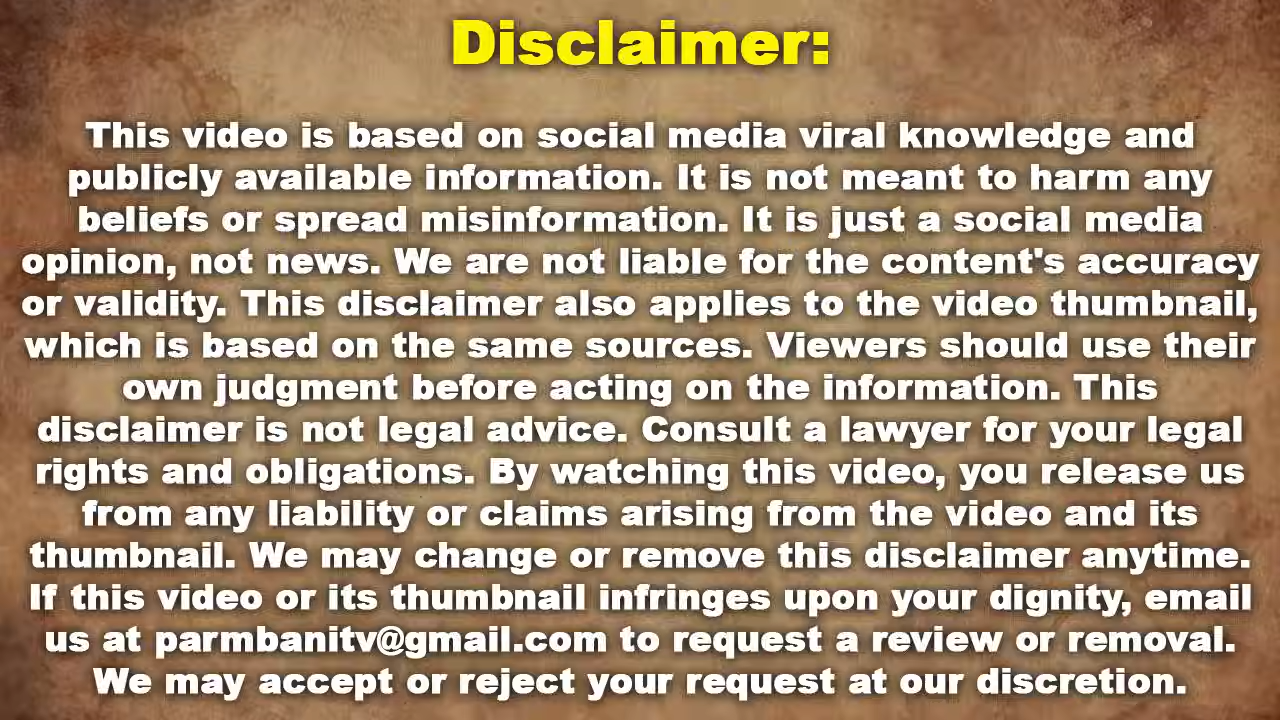 Disclaimer:
This video is based on social media viral knowledge and
publicly available information. It is not meant to harm any
beliefs or spread misinformation. It is just a social media
opinion, not news. We are not liable for the content's accuracy
or validity. This disclaimer also applies to the video thumbnail,
which is based on the same sources. Viewers should use their
own judgment before acting on the information. This
disclaimer is not legal advice. Consult a lawyer for your legal
rights and obligations. By watching this video, you release us
from any liability or claims arising from the video and its
thumbnail. We may change or remove this disclaimer anytime.
If this video or its thumbnail infringes upon your dignity, email
us at parmbanitv@gmail.com to request a review or removal.
We may accept or reject your request at our discretion.